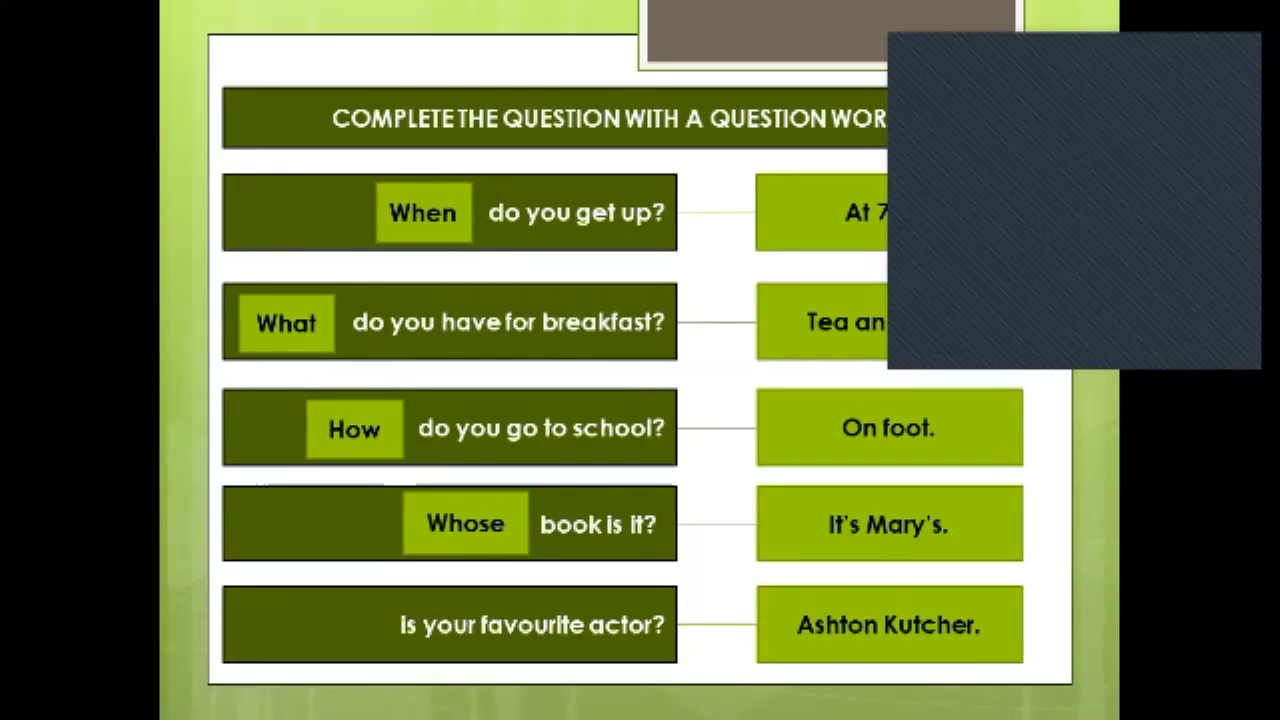 COMPLETE THE QUESTION WITH A QUESTION
When do you get up?
At 7
What do you have for breakfast?
Tea
How do you go to school?
On foot.
Whose book is it?
It's Mary's.
is your favourite actor?
Ashton Kutcher.